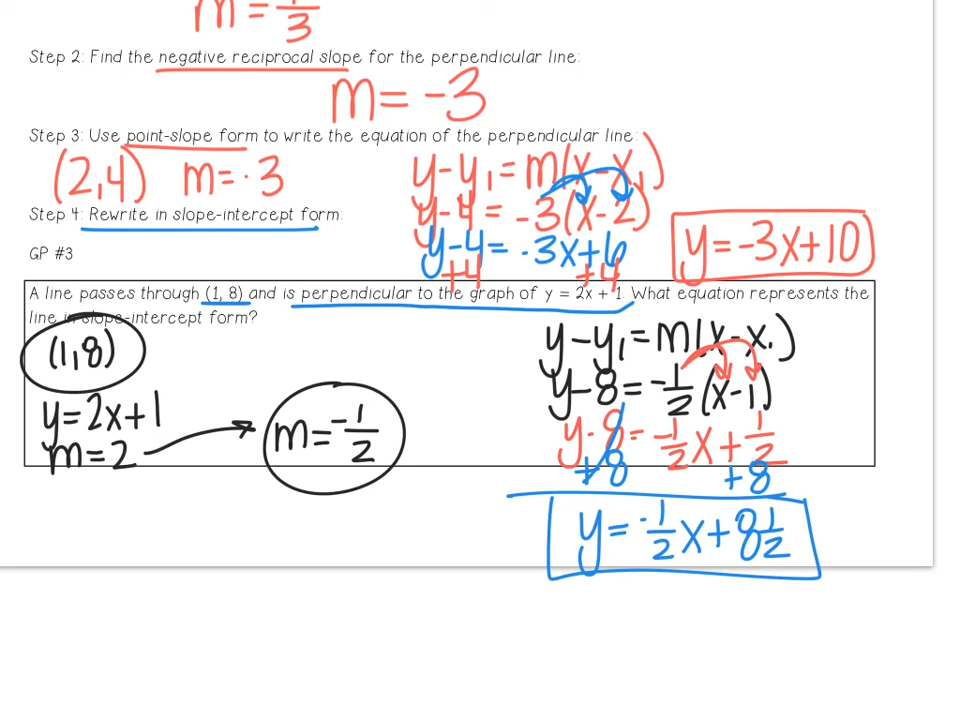 m = 1/3
Step 2: Find the negative reciprocal slope for the perpendicular line:
m = -3
Step 3: Use point-slope form to write the equation of the perpendicular line:
(2,4) m = -3
y - y₁ = m(x - x₁)
y - 4 = -3(x - 2)
Step 4: Rewrite in slope-intercept form:
y - 4 = -3x + 6
+4 +4
y = -3x + 10
GP #3
A line passes through (1, 8) and is perpendicular to the graph of y = 2x + 1. What equation represents the
line in slope-intercept form?
(1,8)
y = 2x + 1
m = 2
m = -1/2
y - y₁ = m(x - x₁)
y - 8 = -1/2(x - 1)
y - 8 = -1/2x + 1/2
+8 +8
y = -1/2x + 8 1/2